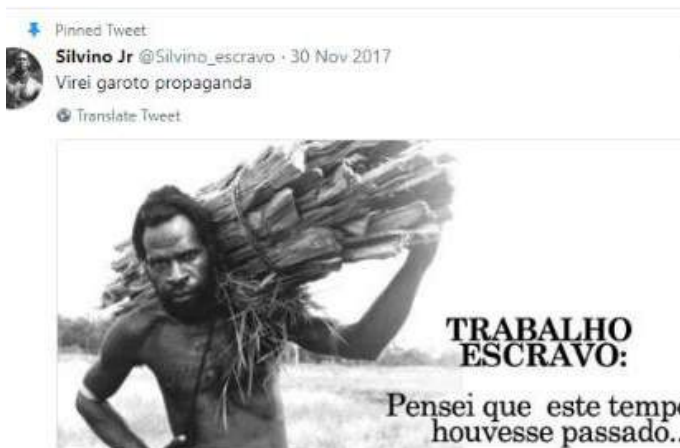 Pinned Tweet
Silvino Jr @Silvino_escravo · 30 Nov 2017
Virei garoto propaganda
Translate Tweet
TRABALHO
ESCRAVO:
Pensei que este tempo
houvesse passado..